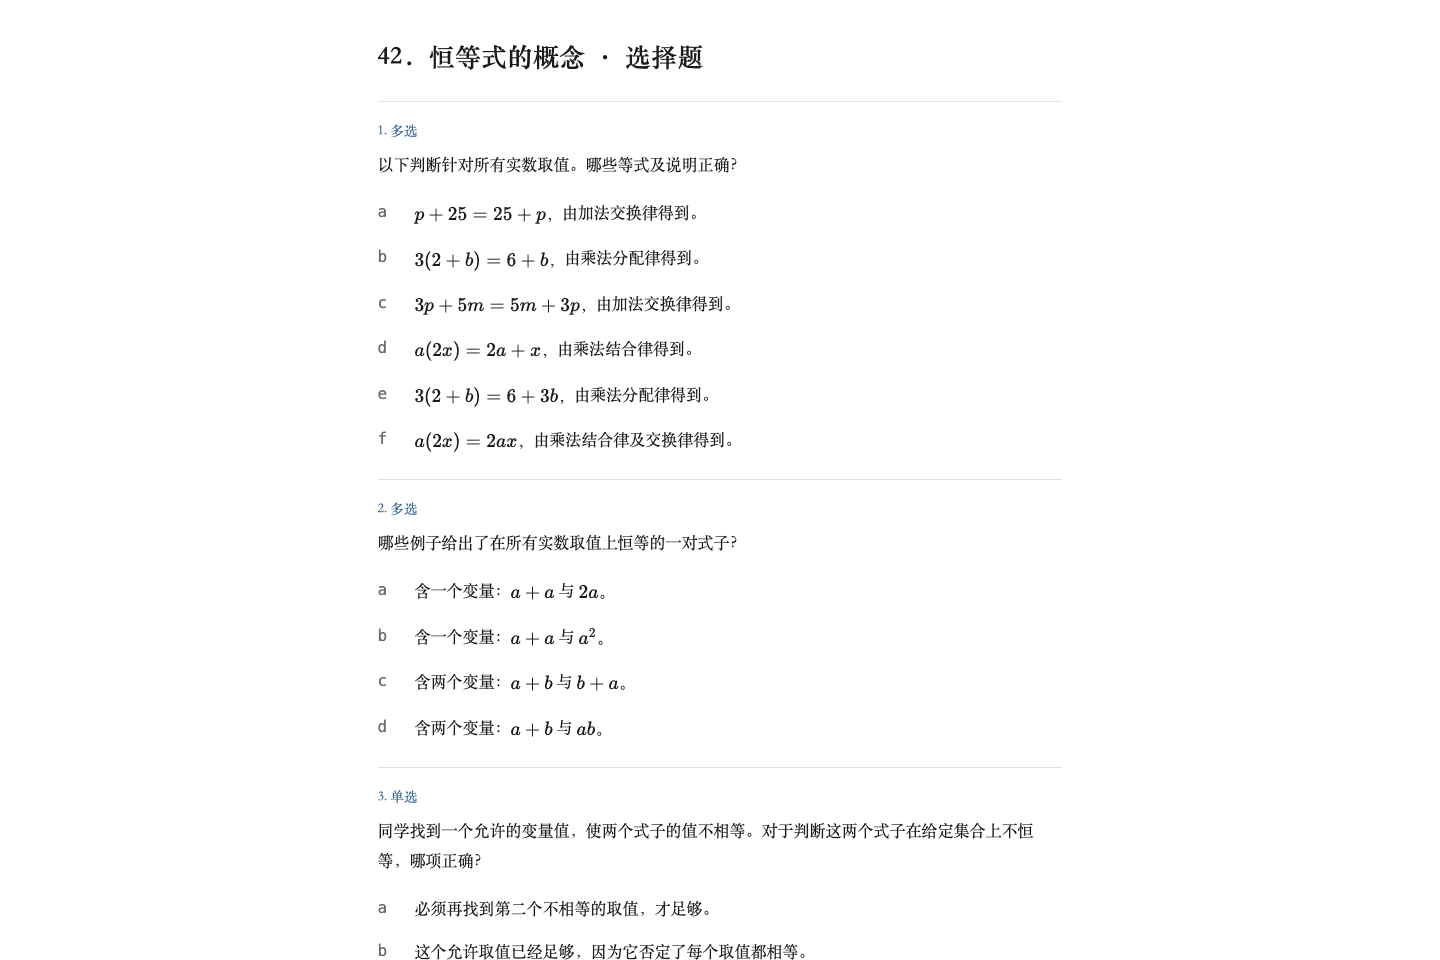 42. 恒等式的概念 · 选择题
1. 多选
以下判断针对所有实数取值。哪些等式及说明正确?
a p + 25 = 25 + p，由加法交换律得到。
b 3(2 + b) = 6 + b，由乘法分配律得到。
c 3p + 5m = 5m + 3p，由加法交换律得到。
d a(2x) = 2a + x，由乘法结合律得到。
e 3(2 + b) = 6 + 3b，由乘法分配律得到。
f a(2x) = 2ax，由乘法结合律及交换律得到。
2. 多选
哪些例子给出了在所有实数取值上恒等的一对式子?
a 含一个变量：a + a 与 2a。
b 含一个变量：a + a 与 a²。
c 含两个变量：a + b 与 b + a。
d 含两个变量：a + b 与 ab。
3. 单选
同学找到一个允许的变量值，使两个式子的值不相等。对于判断这两个式子在给定集合上不恒
等，哪项正确?
a 必须再找到第二个不相等的取值，才足够。
b 这个允许取值已经足够，因为它否定了每个取值都相等。